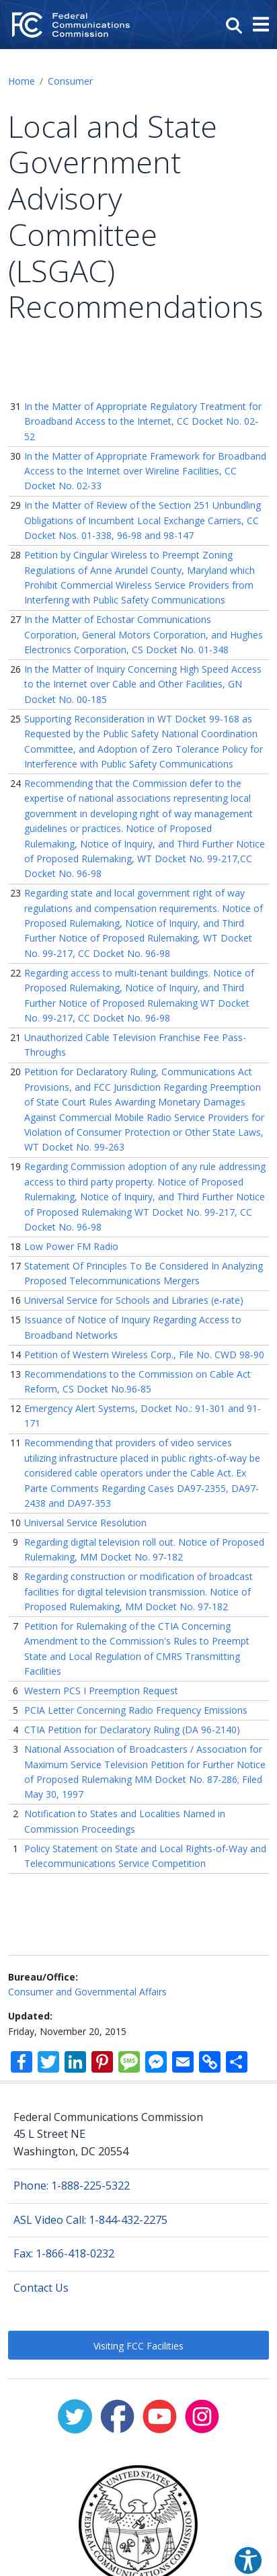 Federal
Communications
Commission
Home / Consumer
Local and State
Government
Advisory
Committee
(LSGAC)
Recommendations
31 In the Matter of Appropriate Regulatory Treatment for
Broadband Access to the Internet, CC Docket No. 02-
52
30 In the Matter of Appropriate Framework for Broadband
Access to the Internet over Wireline Facilities, CC
Docket No. 02-33
29 In the Matter of Review of the Section 251 Unbundling
Obligations of Incumbent Local Exchange Carriers, CC
Docket Nos. 01-338, 96-98 and 98-147
28 Petition by Cingular Wireless to Preempt Zoning
Regulations of Anne Arundel County, Maryland which
Prohibit Commercial Wireless Service Providers from
Interfering with Public Safety Communications
27 In the Matter of Echostar Communications
Corporation, General Motors Corporation, and Hughes
Electronics Corporation, CS Docket No. 01-348
26 In the Matter of Inquiry Concerning High Speed Access
to the Internet over Cable and Other Facilities, GN
Docket No. 00-185
25 Supporting Reconsideration in WT Docket 99-168 as
Requested by the Public Safety National Coordination
Committee, and Adoption of Zero Tolerance Policy for
Interference with Public Safety Communications
24 Recommending that the Commission defer to the
expertise of national associations representing local
government in developing right of way management
guidelines or practices. Notice of Proposed
Rulemaking, Notice of Inquiry, and Third Further Notice
of Proposed Rulemaking, WT Docket No. 99-217,CC
Docket No. 96-98
23 Regarding state and local government right of way
regulations and compensation requirements. Notice of
Proposed Rulemaking, Notice of Inquiry, and Third
Further Notice of Proposed Rulemaking, WT Docket
No. 99-217, CC Docket No. 96-98
22 Regarding access to multi-tenant buildings. Notice of
Proposed Rulemaking, Notice of Inquiry, and Third
Further Notice of Proposed Rulemaking WT Docket
No. 99-217, CC Docket No. 96-98
21 Unauthorized Cable Television Franchise Fee Pass-
Throughs
20 Petition for Declaratory Ruling, Communications Act
Provisions, and FCC Jurisdiction Regarding Preemption
of State Court Rules Awarding Monetary Damages
Against Commercial Mobile Radio Service Providers for
Violation of Consumer Protection or Other State Laws,
WT Docket No. 99-263
19 Regarding Commission adoption of any rule addressing
access to third party property. Notice of Proposed
Rulemaking, Notice of Inquiry, and Third Further Notice
of Proposed Rulemaking WT Docket No. 99-217, CC
Docket No. 96-98
18 Low Power FM Radio
17 Statement Of Principles To Be Considered In Analyzing
Proposed Telecommunications Mergers
16 Universal Service for Schools and Libraries (e-rate)
15 Issuance of Notice of Inquiry Regarding Access to
Broadband Networks
14 Petition of Western Wireless Corp., File No. CWD 98-90
13 Recommendations to the Commission on Cable Act
Reform, CS Docket No.96-85
12 Emergency Alert Systems, Docket No.: 91-301 and 91-
171
11 Recommending that providers of video services
utilizing infrastructure placed in public rights-of-way be
considered cable operators under the Cable Act. Ex
Parte Comments Regarding Cases DA97-2355, DA97-
2438 and DA97-353
10 Universal Service Resolution
9 Regarding digital television roll out. Notice of Proposed
Rulemaking, MM Docket No. 97-182
8 Regarding construction or modification of broadcast
facilities for digital television transmission. Notice of
Proposed Rulemaking, MM Docket No. 97-182
7 Petition for Rulemaking of the CTIA Concerning
Amendment to the Commission's Rules to Preempt
State and Local Regulation of CMRS Transmitting
Facilities
6 Western PCS I Preemption Request
5 PCIA Letter Concerning Radio Frequency Emissions
4 CTIA Petition for Declaratory Ruling (DA 96-2140)
3 National Association of Broadcasters / Association for
Maximum Service Television Petition for Further Notice
of Proposed Rulemaking MM Docket No. 87-286, Filed
May 30, 1997
2 Notification to States and Localities Named in
Commission Proceedings
1 Policy Statement on State and Local Rights-of-Way and
Telecommunications Service Competition
Bureau/Office:
Consumer and Governmental Affairs
Updated:
Friday, November 20, 2015
SMS
Federal Communications Commission
45 L Street NE
Washington, DC 20554
Phone: 1-888-225-5322
ASL Video Call: 1-844-432-2275
Fax: 1-866-418-0232
Contact Us
Visiting FCC Facilities
UNITED STATES
FEDERAL COMMUNICATIONS COMMISSION